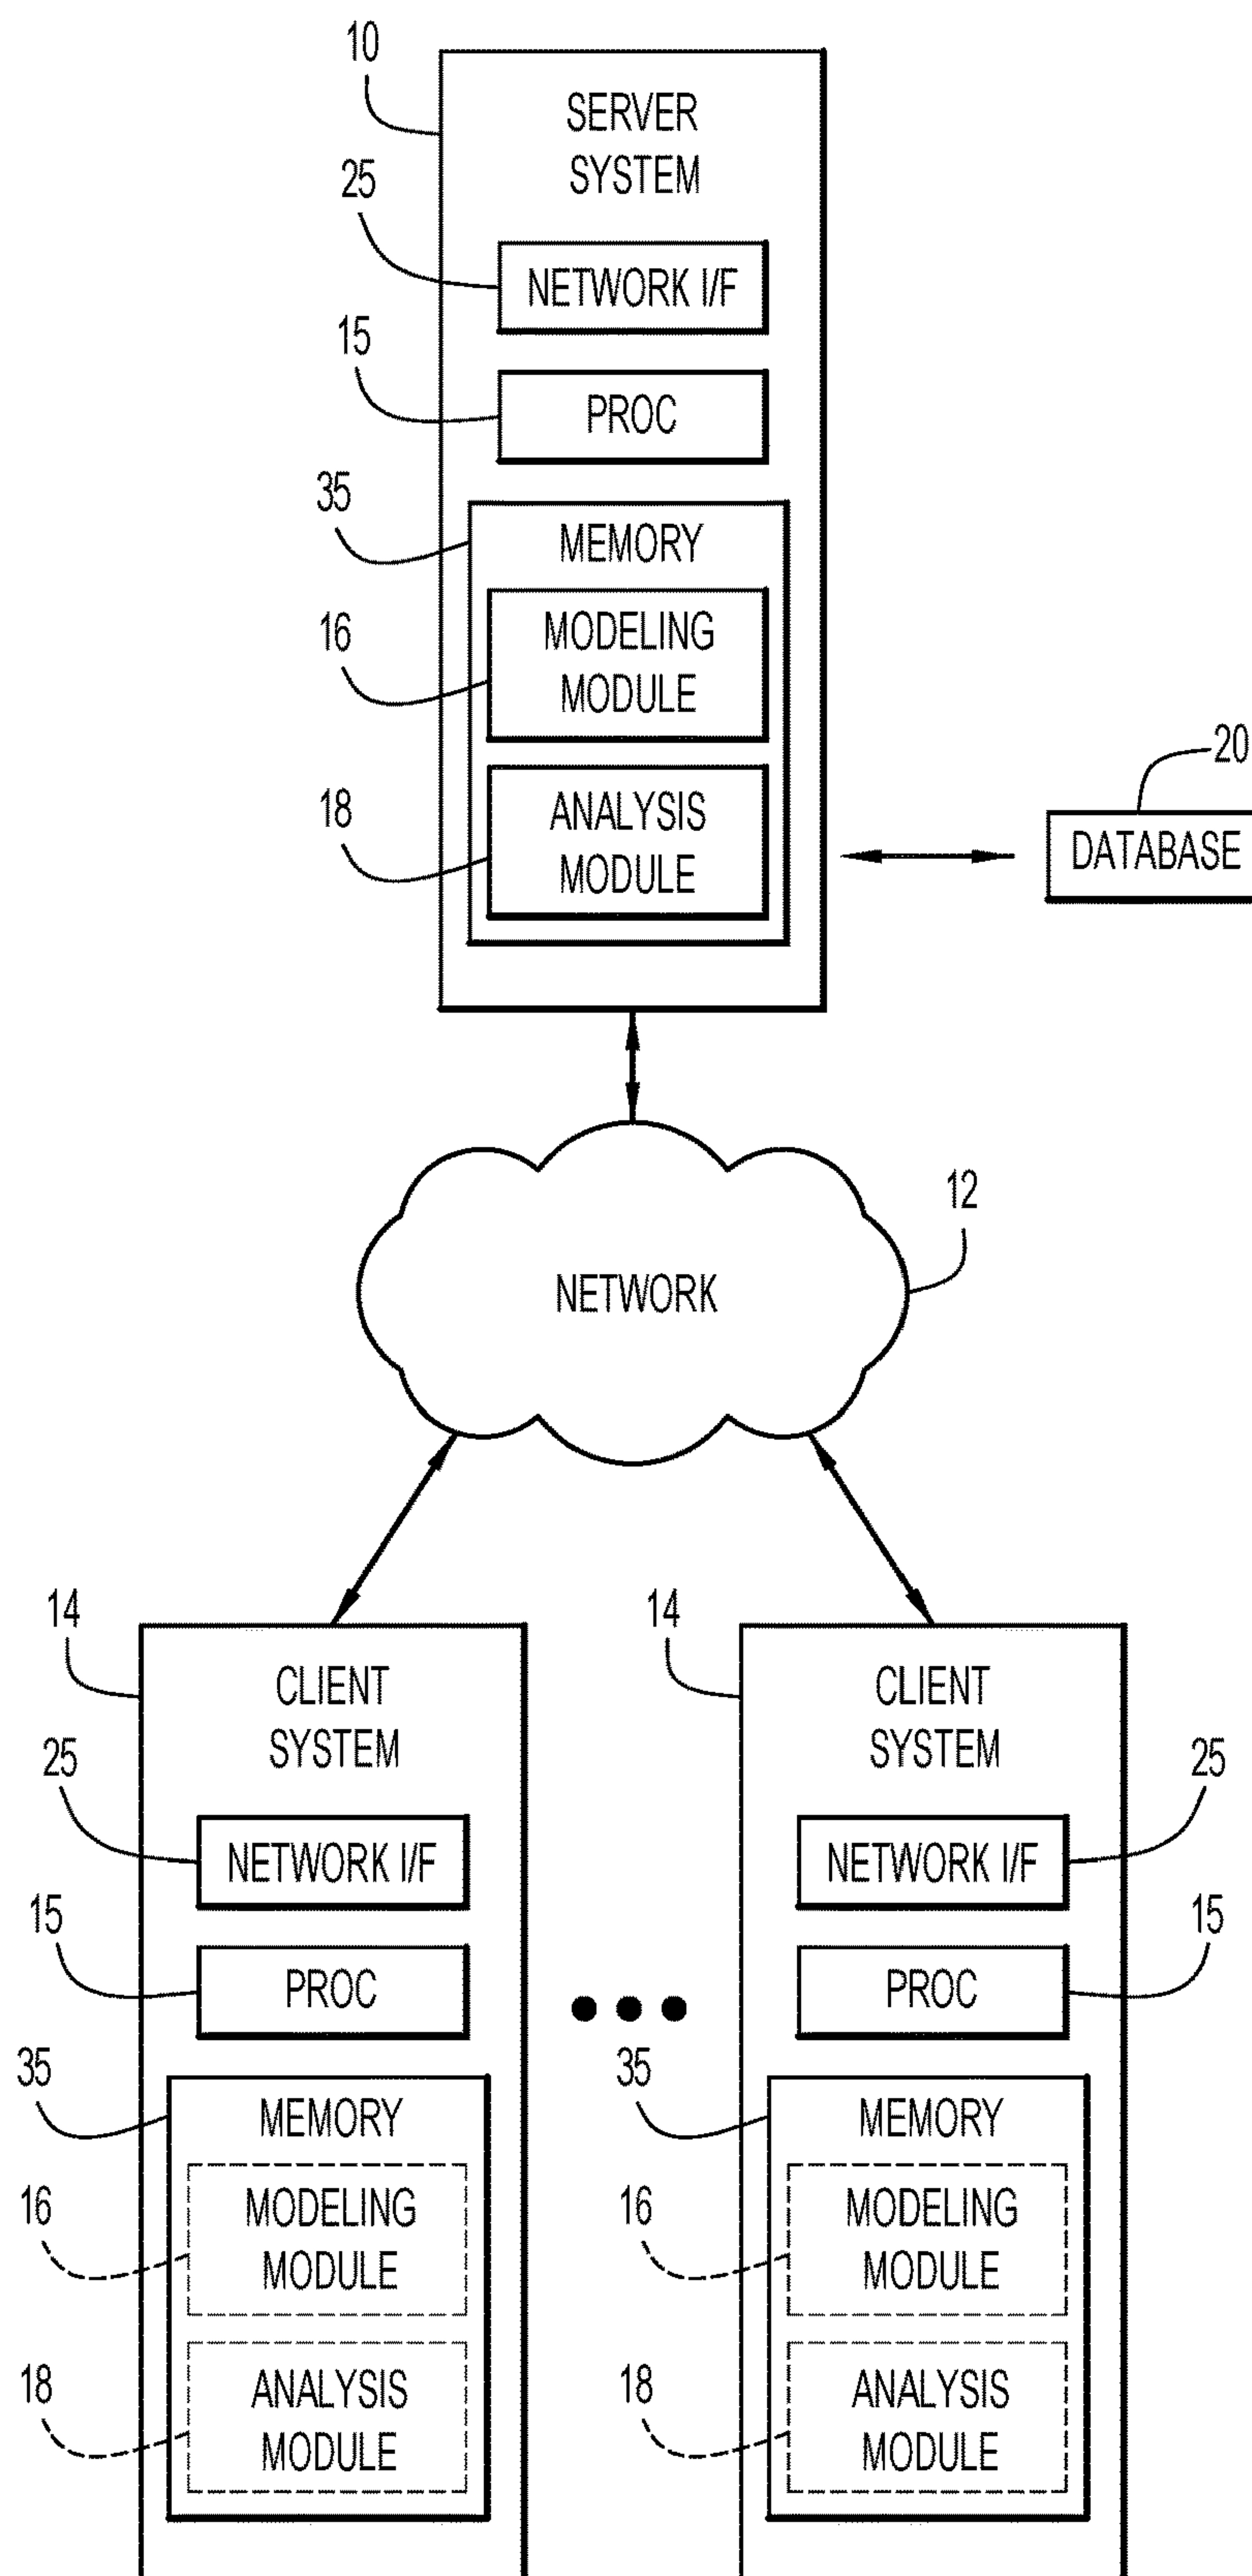 10
SERVER
SYSTEM
25
NETWORK I/F
15
PROC
35
MEMORY
16
MODELING
MODULE
18
ANALYSIS
MODULE
20
DATABASE
12
NETWORK
14
CLIENT
SYSTEM
25
NETWORK I/F
15
PROC
35
MEMORY
16
MODELING
MODULE
18
ANALYSIS
MODULE
14
CLIENT
SYSTEM
25
NETWORK I/F
15
PROC
35
MEMORY
16
MODELING
MODULE
18
ANALYSIS
MODULE